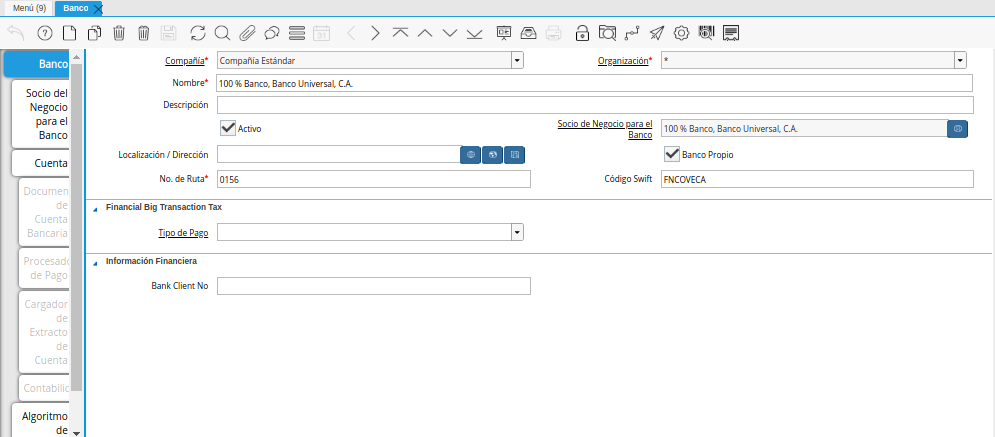 Menú (9) Banco
Banco
Socio del
Negocio
para el
Banco
Cuenta
Documen
de
Cuenta
Bancaria
Procesado
de Pago
Cargador
de
Extracto
de
Cuenta
Contabilid
Algoritmo
de
Compañía* Compañía Estándar Organización* *
Nombre* 100 % Banco, Banco Universal, C.A.
Descripción
Activo
Socio de Negocio para el
Banco
100 % Banco, Banco Universal, C.A.
Localización / Dirección
Banco Propio
No. de Ruta* 0156 Código Swift FNCOVECA
Financial Big Transaction Tax
Tipo de Pago
Información Financiera
Bank Client No